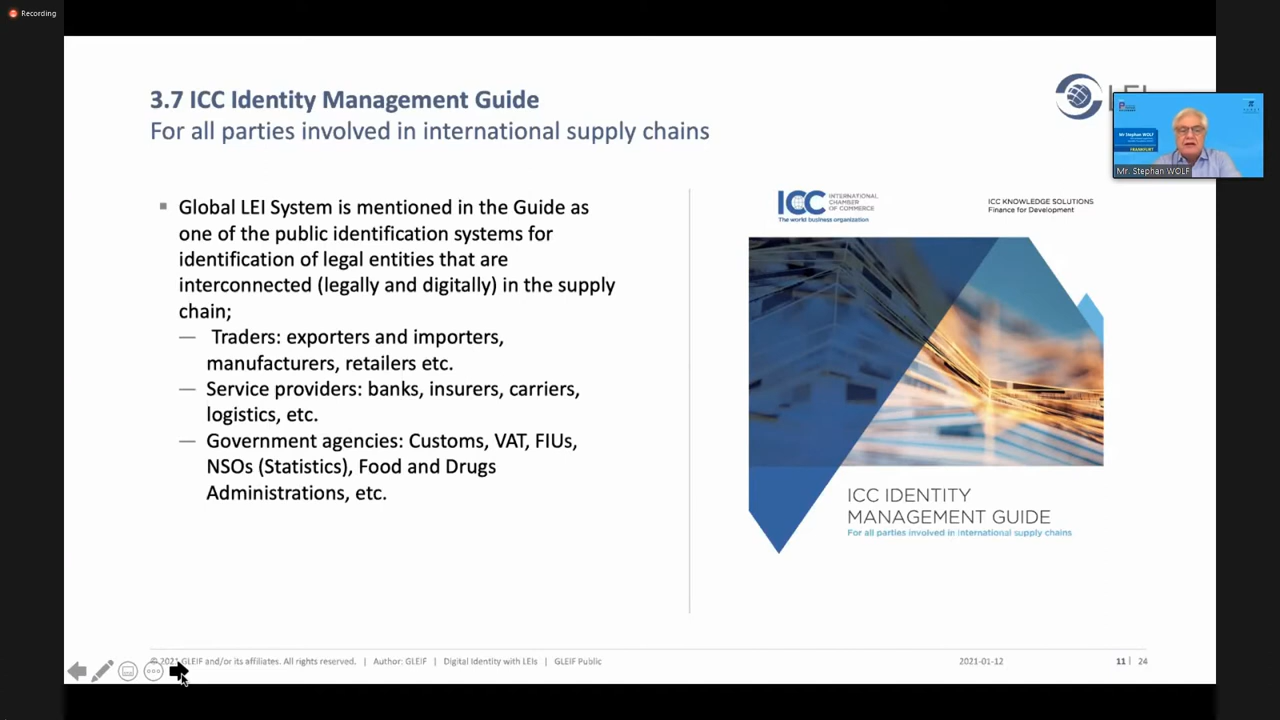 Recording
3.7 ICC Identity Management Guide
For all parties involved in international supply chains
LEI
Mr Stephan WOLF
FRANKFURT
Mr. Stephan WOLF
Global LEI System is mentioned in the Guide as
one of the public identification systems for
identification of legal entities that are
interconnected (legally and digitally) in the supply
chain;
— Traders: exporters and importers,
manufacturers, retailers etc.
— Service providers: banks, insurers, carriers,
logistics, etc.
— Government agencies: Customs, VAT, FIUs,
NSOs (Statistics), Food and Drugs
Administrations, etc.
ICC INTERNATIONAL
CHAMBER
OF COMMERCE
The world business organization
ICC KNOWLEDGE SOLUTIONS
Finance for Development
ICC IDENTITY
MANAGEMENT GUIDE
For all parties involved in international supply chains
© 2021 GLEIF and/or its affiliates. All rights reserved. | Author: GLEIF | Digital Identity with LEIs | GLEIF Public
2021-01-12
11 | 24